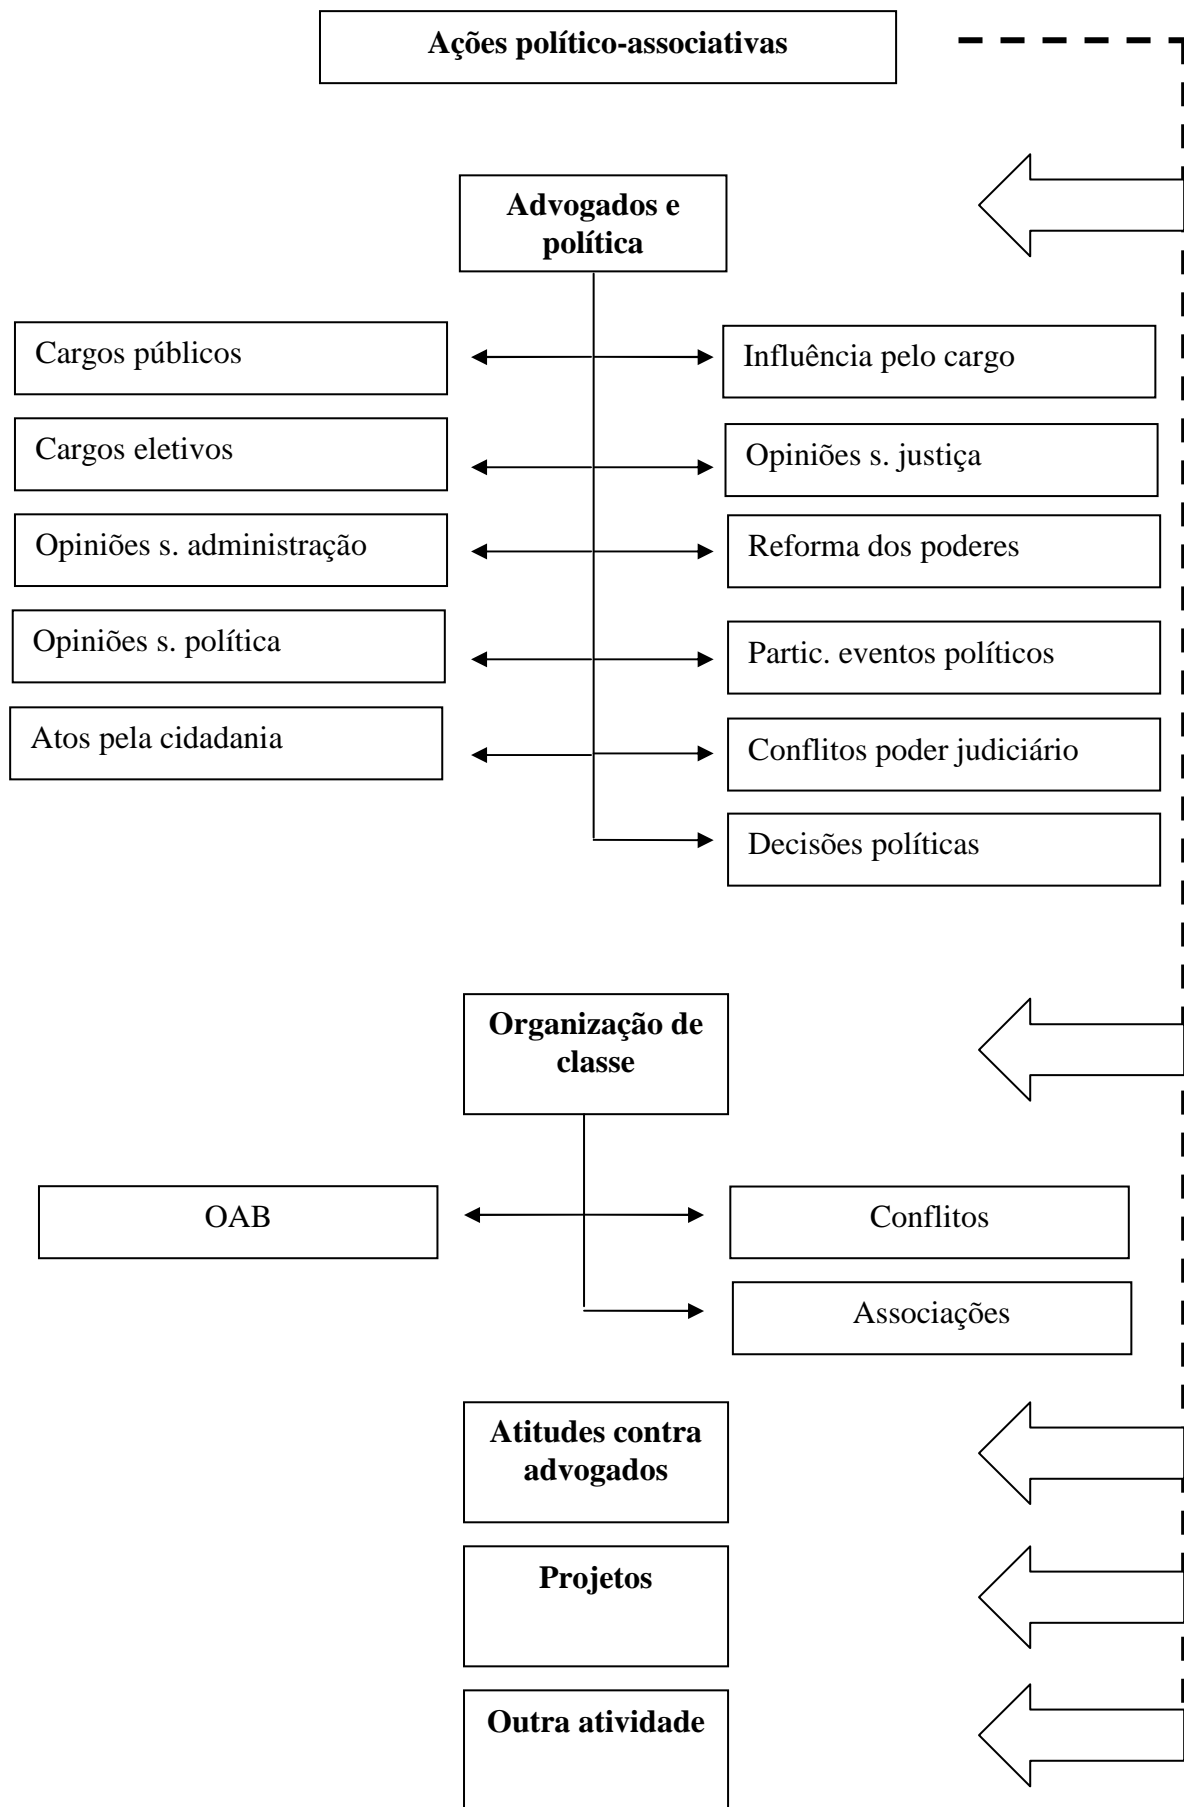 Ações político-associativas
Advogados e
política
Cargos públicos
Influência pelo cargo
Cargos eletivos
Opiniões s. justiça
Opiniões s. administração
Reforma dos poderes
Opiniões s. política
Partic. eventos políticos
Atos pela cidadania
Conflitos poder judiciário
Decisões políticas
Organização de
classe
OAB
Conflitos
Associações
Atitudes contra
advogados
Projetos
Outra atividade